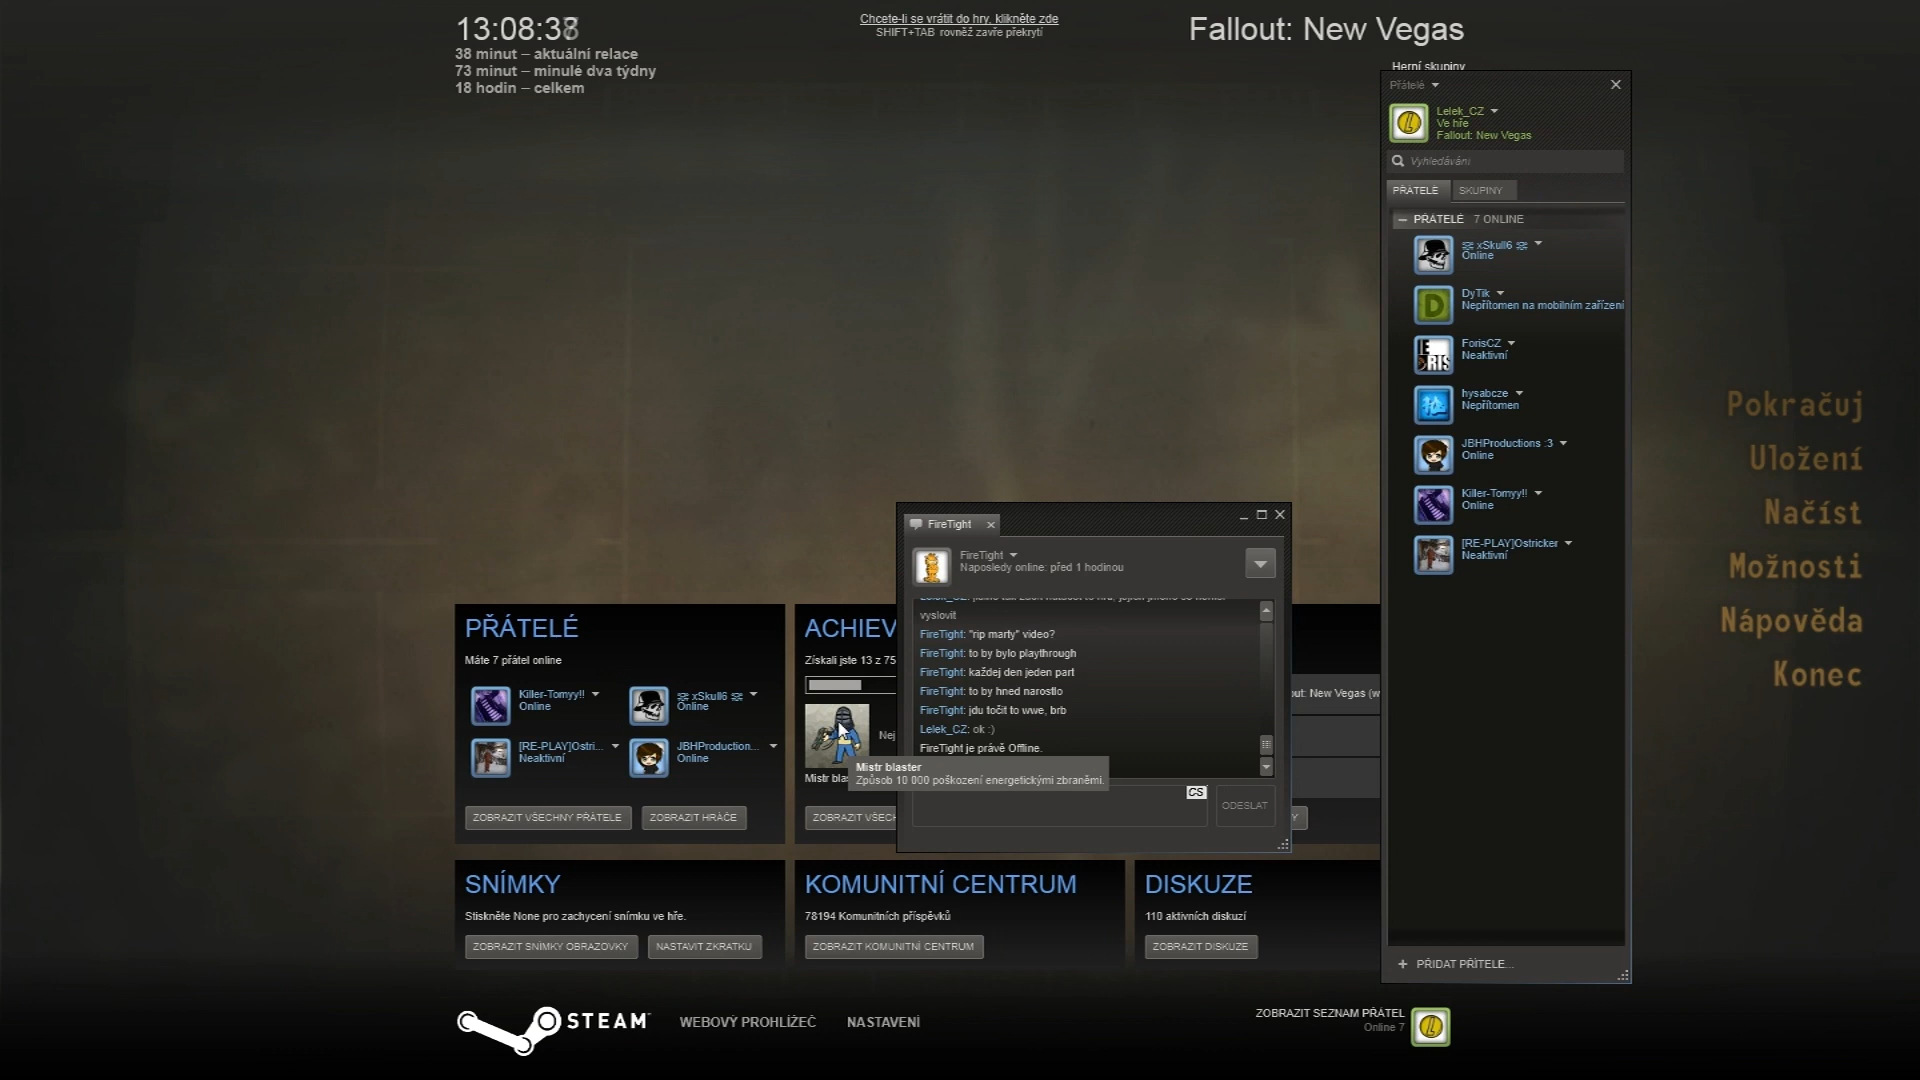 13:08:38
38 minut – aktuální relace
73 minut – minulé dva týdny
18 hodin – celkem
Chcete-li se vrátit do hry, klikněte zde
SHIFT+TAB rovněž zavře překrytí
Fallout: New Vegas
Herní skupiny
Přátelé
Lelek_CZ
Ve hře
Fallout: New Vegas
Vyhledávání
PŘÁTELÉ
SKUPINY
PŘÁTELÉ 7 ONLINE
xSkull6
Online
DyTik
Nepřítomen na mobilním zařízení
ForisCZ
Neaktivní
hysabcze
Nepřítomen
JBHProductions :3
Online
Killer-Tomyy!!
Online
[RE-PLAY]Ostricker
Neaktivní
PŘIDAT PŘÍTELE...
Pokračuj
Uložení
Načíst
Možnosti
Nápověda
Konec
FireTight
FireTight
Naposledy online: před 1 hodinou
vyslovit
FireTight: "rip marty" video?
FireTight: to by bylo playthrough
FireTight: každej den jeden part
FireTight: to by hned narostlo
FireTight: jdu točit to wwe, brb
Lelek_CZ: ok :)
FireTight je právě Offline.
CS
ODESLAT
PŘÁTELÉ
Máte 7 přátel online
Killer-Tomyy!!
Online
xSkull6
Online
[RE-PLAY]Ostri...
Neaktivní
JBHProduction...
Online
ZOBRAZIT VŠECHNY PŘÁTELE
ZOBRAZIT HRÁČE
ACHIEV
Získali jste 13 z 75
Nej
Mistr blas
Mistr blaster
Způsob 10 000 poškození energetickými zbraněmi.
ZOBRAZIT VŠECH
out: New Vegas (w
Y
SNÍMKY
Stiskněte None pro zachycení snímku ve hře.
ZOBRAZIT SNÍMKY OBRAZOVKY
NASTAVIT ZKRATKU
KOMUNITNÍ CENTRUM
78194 Komunitních příspěvků
ZOBRAZIT KOMUNITNÍ CENTRUM
DISKUZE
110 aktivních diskuzí
ZOBRAZIT DISKUZE
STEAM
WEBOVÝ PROHLÍŽEČ
NASTAVENÍ
ZOBRAZIT SEZNAM PŘÁTEL
Online 7